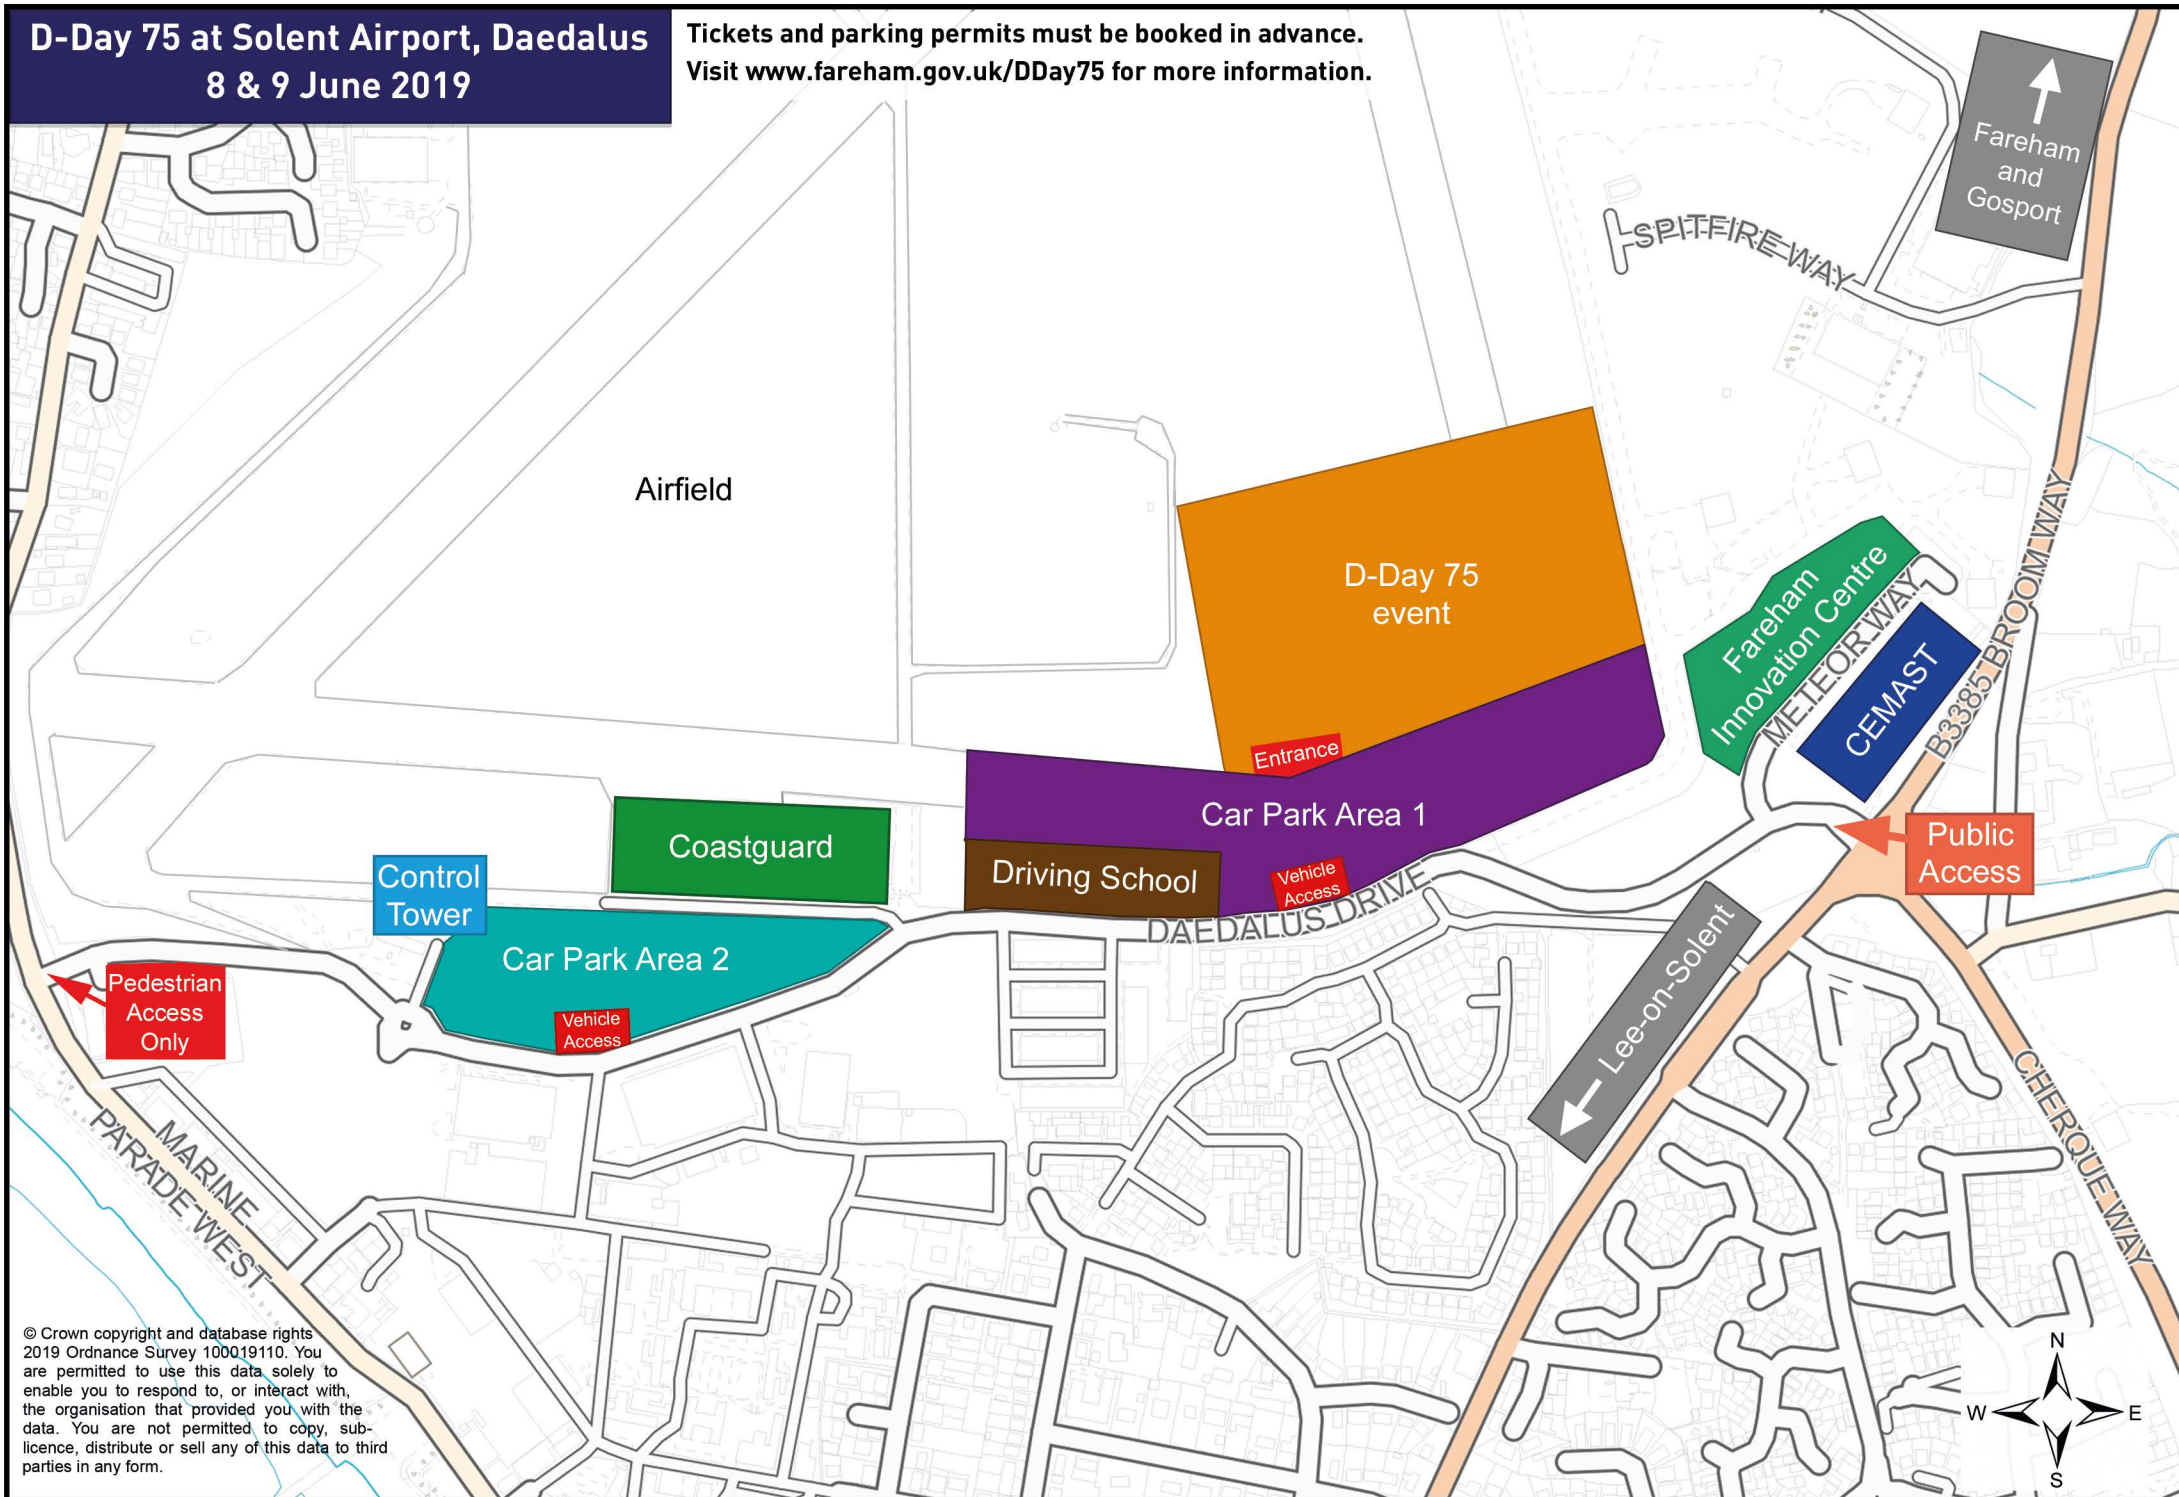 D-Day 75 at Solent Airport, Daedalus
8 & 9 June 2019
Tickets and parking permits must be booked in advance.
Visit www.fareham.gov.uk/DDay75 for more information.
Fareham
and
Gosport
SPITFIRE WAY
Airfield
D-Day 75
event
Fareham
Innovation Centre
METEOR WAY
CEMAST
B3385 BROOM WAY
Entrance
Car Park Area 1
Public
Access
Coastguard
Driving School
Vehicle
Access
DAEDALUS DRIVE
Control
Tower
Car Park Area 2
Vehicle
Access
Pedestrian
Access
Only
Lee-on-Solent
CHERQUE WAY
MARINE
PARADE WEST
© Crown copyright and database rights
2019 Ordnance Survey 100019110. You
are permitted to use this data solely to
enable you to respond to, or interact with,
the organisation that provided you with the
data. You are not permitted to copy, sub-
licence, distribute or sell any of this data to third
parties in any form.
N
W
E
S